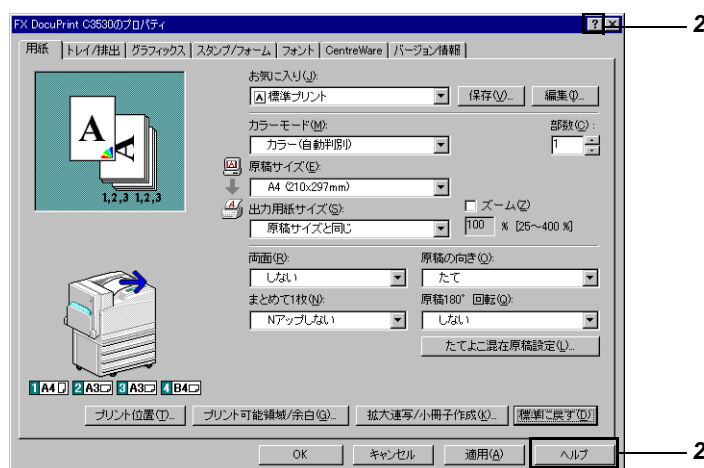 FX DocuPrint C3530のプロパティ
2
用紙 トレイ/排出 グラフィックス スタンプ/フォーム フォント CentreWare バージョン情報
お気に入り(J):
A 標準プリント 保存(V)... 編集(I)...
カラーモード(M): 部数(C):
カラー(自動判別) 1
原稿サイズ(E):
A4 (210x297mm)
出力用紙サイズ(S): ズーム(Z)
原稿サイズと同じ 100 % [25～400 %]
A A
1,2,3 1,2,3
両面(R): 原稿の向き(O):
しない たて
まとめて1枚(N): 原稿180° 回転(Q):
Nアップしない しない
たてよこ混在原稿設定(L)...
1 A4 2 A3 3 A3 4 B4
プリント位置(T)... プリント可能領域/余白(G)... 拡大連写/小冊子作成(K)... 標準に戻す(D)
OK キャンセル 適用(A) ヘルプ
2